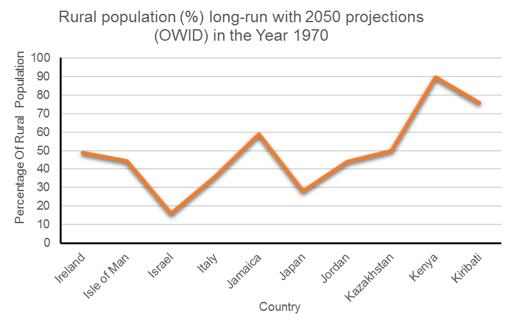 Rural population (%) long-run with 2050 projections
(OWID) in the Year 1970
Percentage Of Rural Population
100
90
80
70
60
50
40
30
20
10
0
Ireland
Isle of Man
Israel
Italy
Jamaica
Japan
Jordan
Kazakhstan
Kenya
Kiribati
Country